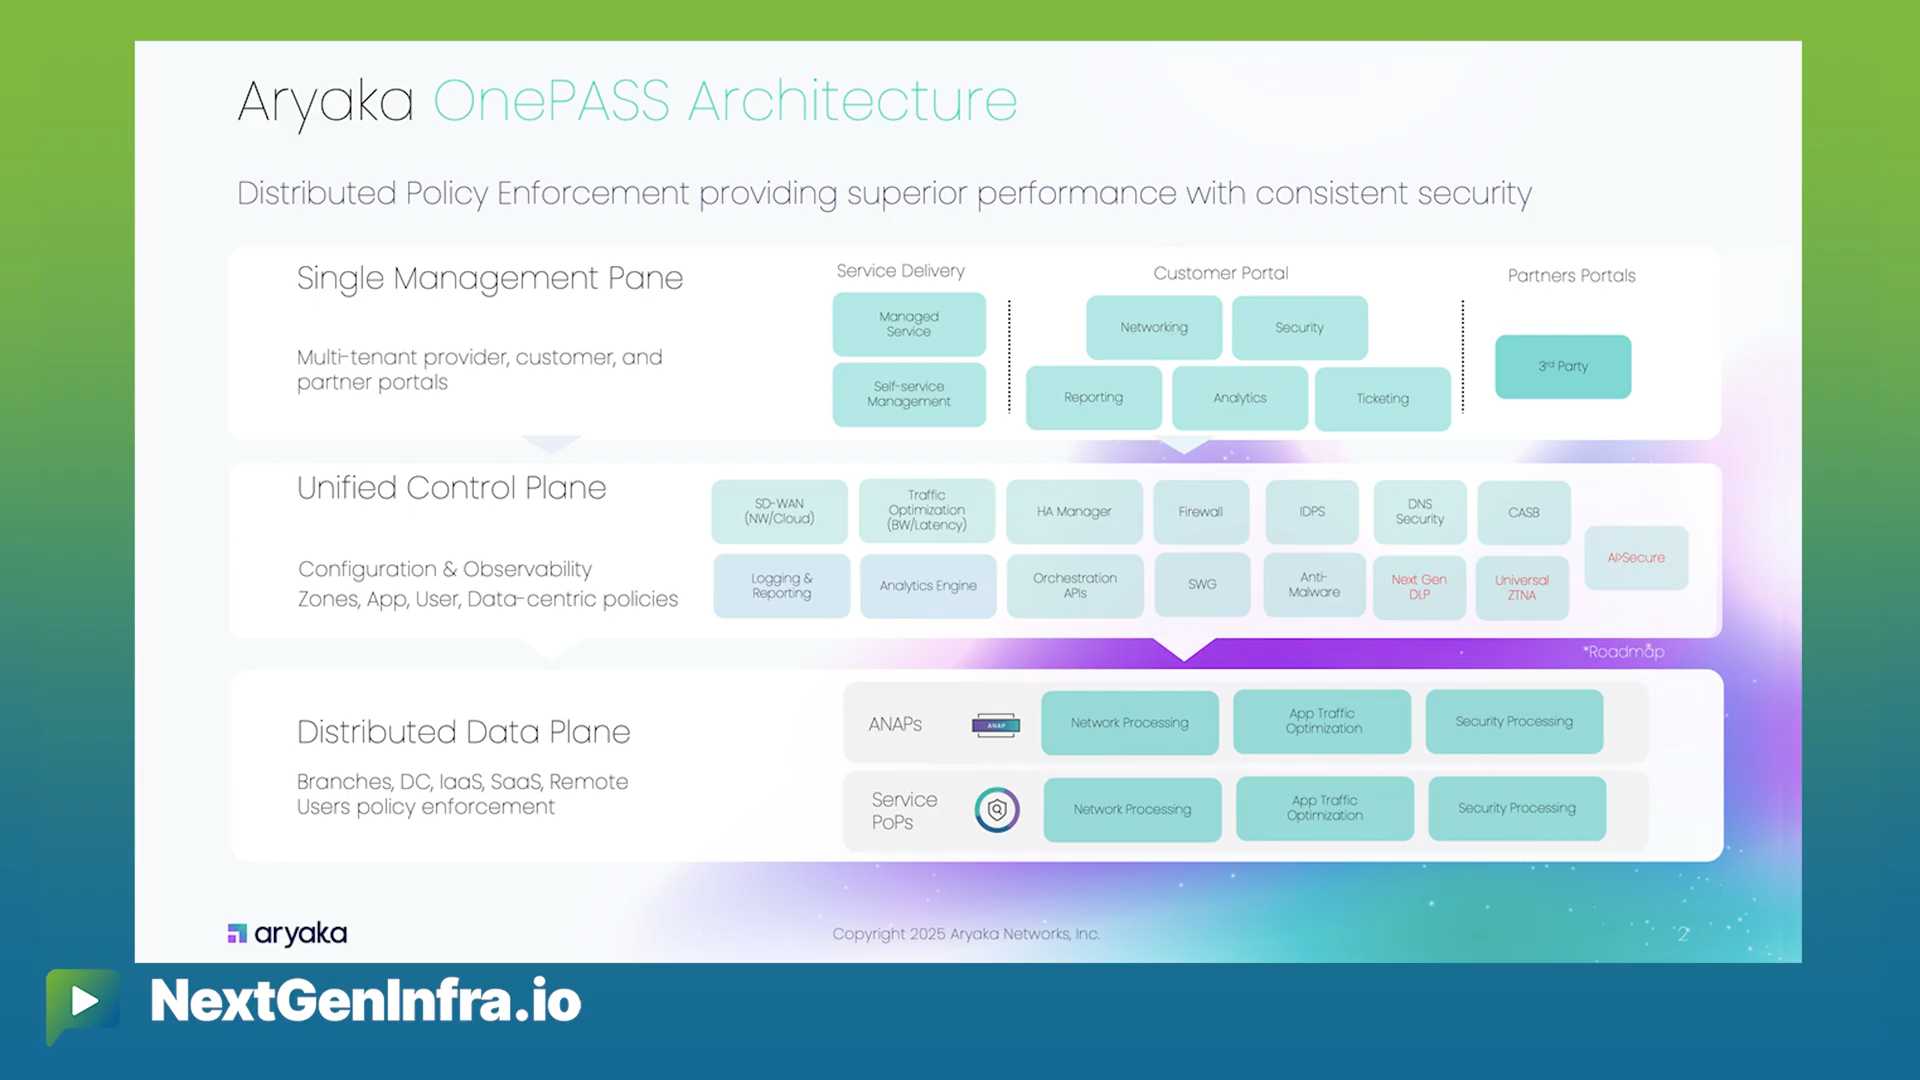 Aryaka OnePASS Architecture
Distributed Policy Enforcement providing superior performance with consistent security
Single Management Pane
Multi-tenant provider, customer, and
partner portals
Service Delivery
Managed
Service
Self-service
Management
Customer Portal
Networking
Security
Reporting
Analytics
Ticketing
Partners Portals
3rd Party
Unified Control Plane
Configuration & Observability
Zones, App, User, Data-centric policies
SD-WAN
(NW/Cloud)
Traffic
Optimization
(BW/Latency)
HA Manager
Firewall
IDPS
DNS
Security
CASB
Logging &
Reporting
Analytics Engine
Orchestration
APIs
SWG
Anti-
Malware
Next Gen
DLP
Universal
ZTNA
AI>Secure
*Roadmap
Distributed Data Plane
Branches, DC, IaaS, SaaS, Remote
Users policy enforcement
ANAPs
ANAP
Network Processing
App Traffic
Optimization
Security Processing
Service
PoPs
Network Processing
App Traffic
Optimization
Security Processing
aryaka
Copyright 2025 Aryaka Networks, Inc.
2
NextGenInfra.io